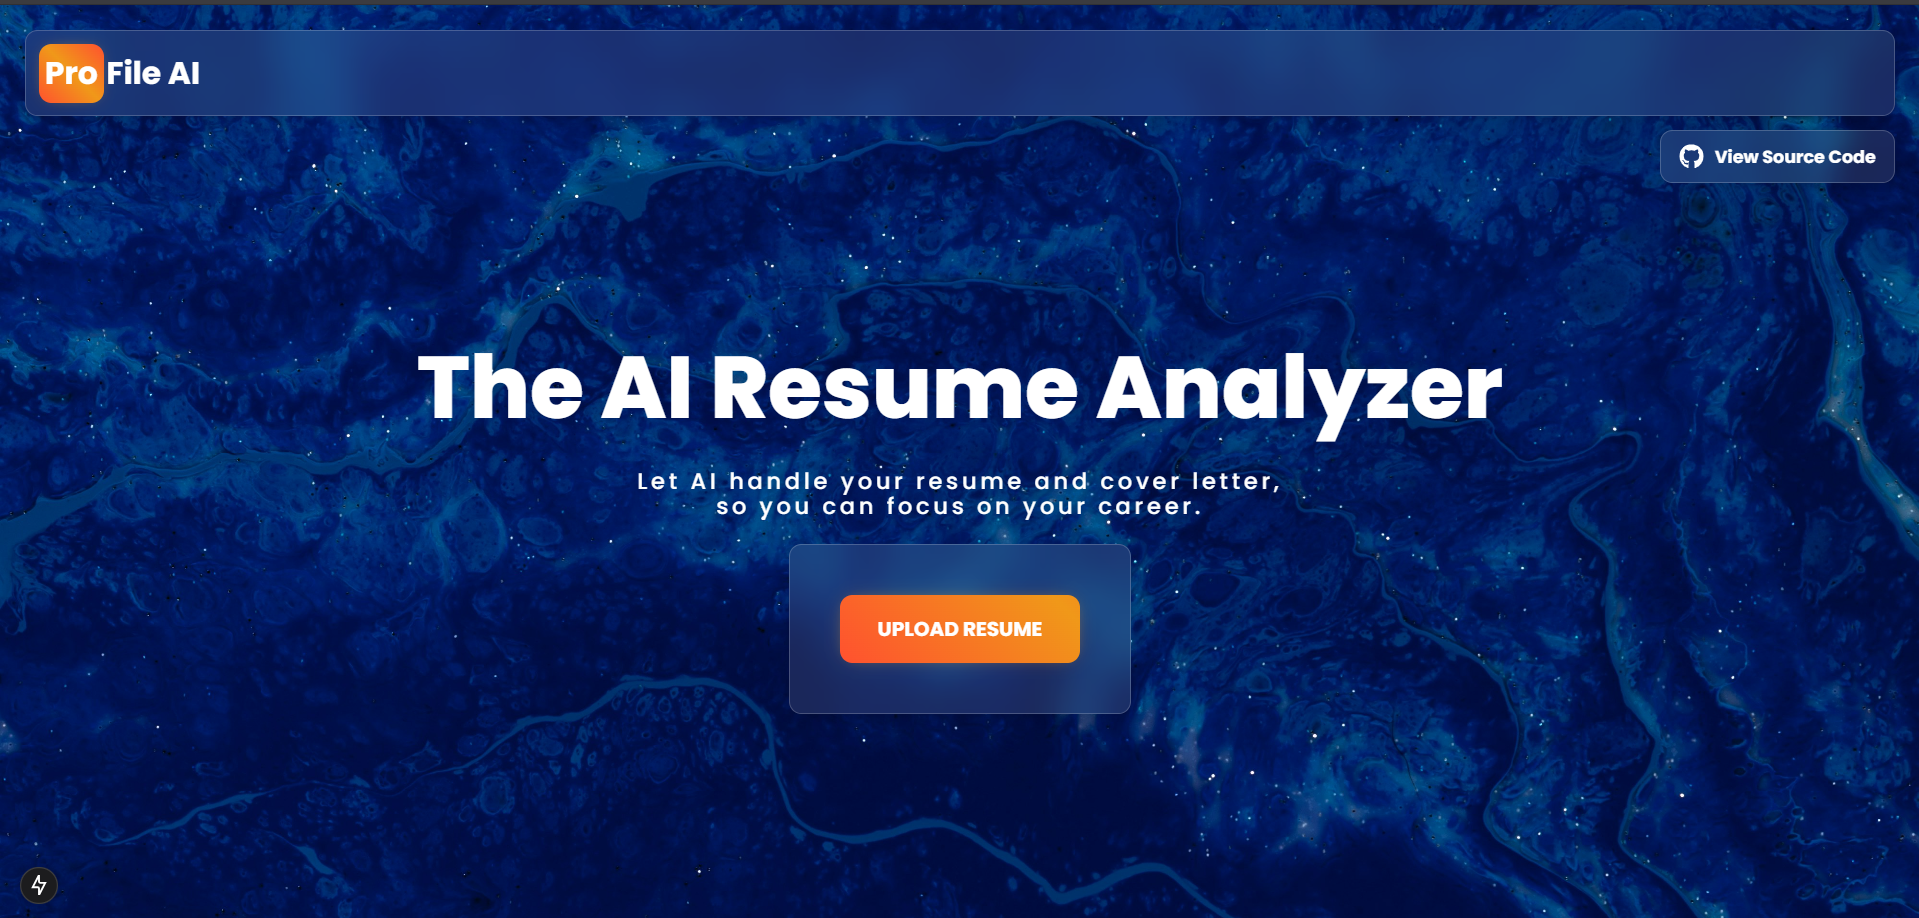 Pro File AI
View Source Code
The AI Resume Analyzer
Let AI handle your resume and cover letter,
so you can focus on your career.
UPLOAD RESUME